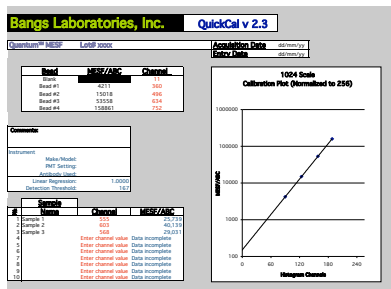 Bangs Laboratories, Inc. QuickCal v 2.3
Quantum™ MESF Lot# xxxx Acquisition Date dd/mm/yy
Entry Date dd/mm/yy
Bead MESF/ABC Channel
Blank 11
Bead #1 4211 360
Bead #2 15018 496
Bead #3 53558 634
Bead #4 158861 752
Comments:
Instrument
Make/Model:
PMT Setting:
Antibody Used:
Linear Regression: 1.0000
Detection Threshold: 167
Sample
# Name Channel MESF/ABC
1 Sample 1 555 25,739
2 Sample 2 603 40,139
3 Sample 3 568 29,031
4 Enter channel value Data incomplete
5 Enter channel value Data incomplete
6 Enter channel value Data incomplete
7 Enter channel value Data incomplete
8 Enter channel value Data incomplete
9 Enter channel value Data incomplete
10 Enter channel value Data incomplete
1024 Scale
Calibration Plot (Normalized to 256)
1000000
100000
10000
1000
100
MESF/ABC
0 60 120 180 240
Histogram Channels